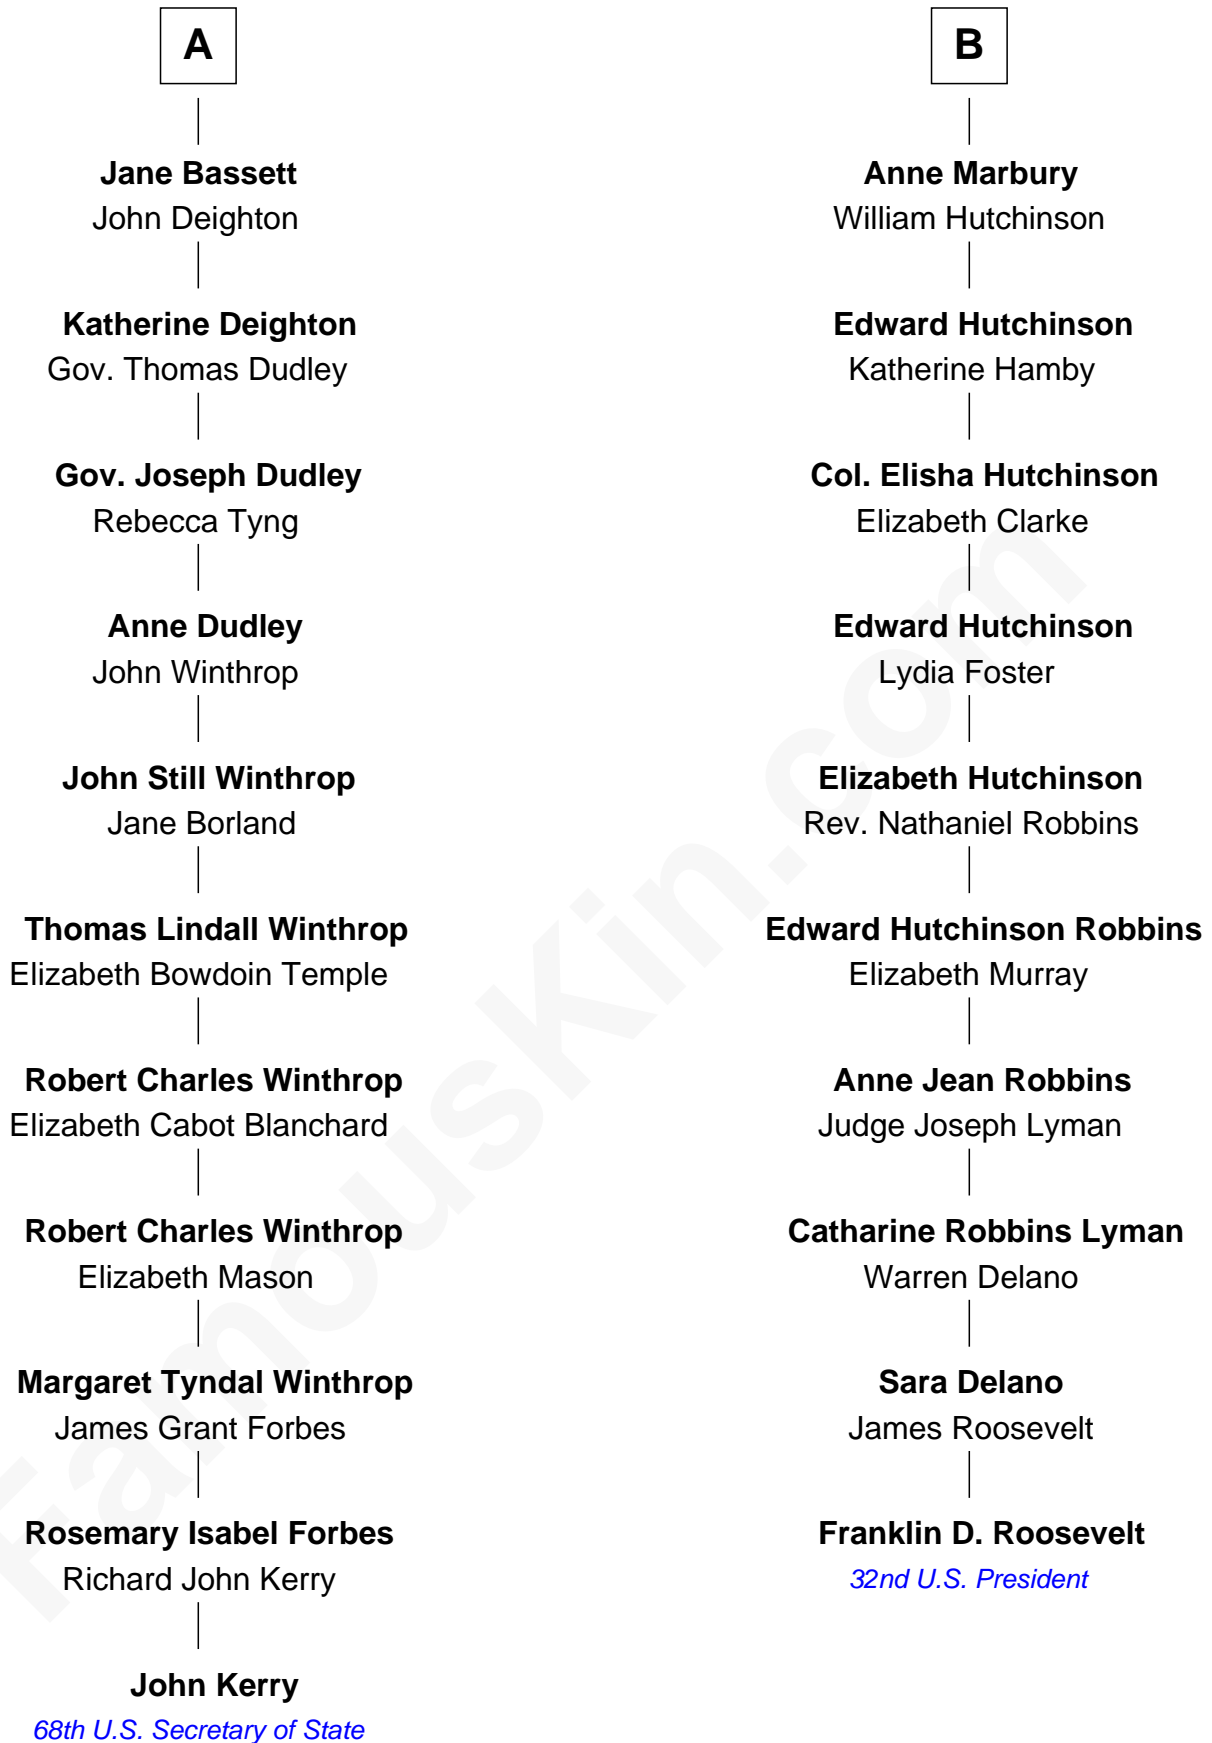 A
Jane Bassett
John Deighton
Katherine Deighton
Gov. Thomas Dudley
Gov. Joseph Dudley
Rebecca Tyng
Anne Dudley
John Winthrop
John Still Winthrop
Jane Borland
Thomas Lindall Winthrop
Elizabeth Bowdoin Temple
Robert Charles Winthrop
Elizabeth Cabot Blanchard
Robert Charles Winthrop
Elizabeth Mason
Margaret Tyndal Winthrop
James Grant Forbes
Rosemary Isabel Forbes
Richard John Kerry
John Kerry
68th U.S. Secretary of State
B
Anne Marbury
William Hutchinson
Edward Hutchinson
Katherine Hamby
Col. Elisha Hutchinson
Elizabeth Clarke
Edward Hutchinson
Lydia Foster
Elizabeth Hutchinson
Rev. Nathaniel Robbins
Edward Hutchinson Robbins
Elizabeth Murray
Anne Jean Robbins
Judge Joseph Lyman
Catharine Robbins Lyman
Warren Delano
Sara Delano
James Roosevelt
Franklin D. Roosevelt
32nd U.S. President
FamousKin.com